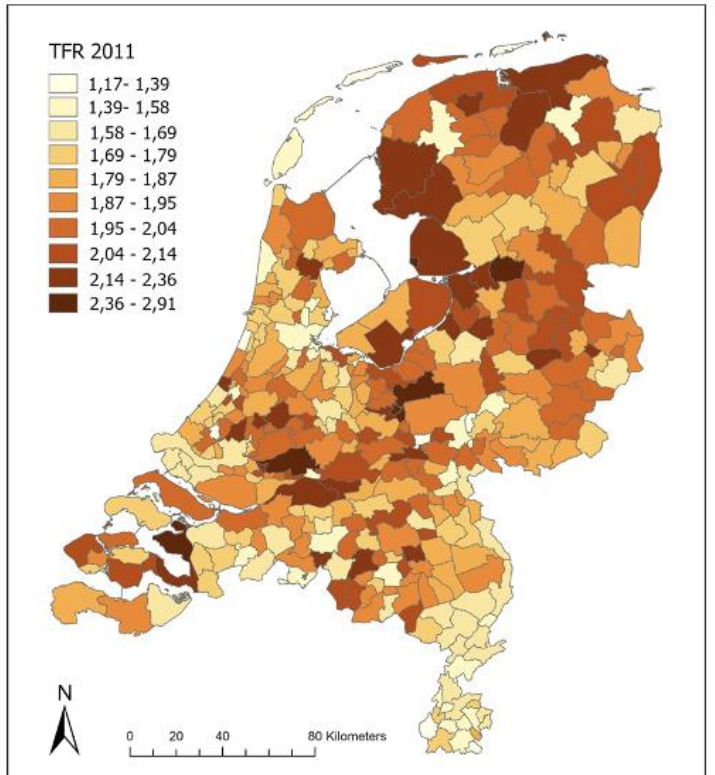 TFR 2011
1,17- 1,39
1,39- 1,58
1,58 - 1,69
1,69 - 1,79
1,79 - 1,87
1,87 - 1,95
1,95 - 2,04
2,04 - 2,14
2,14 - 2,36
2,36 - 2,91
N
0 20 40 80 Kilometers